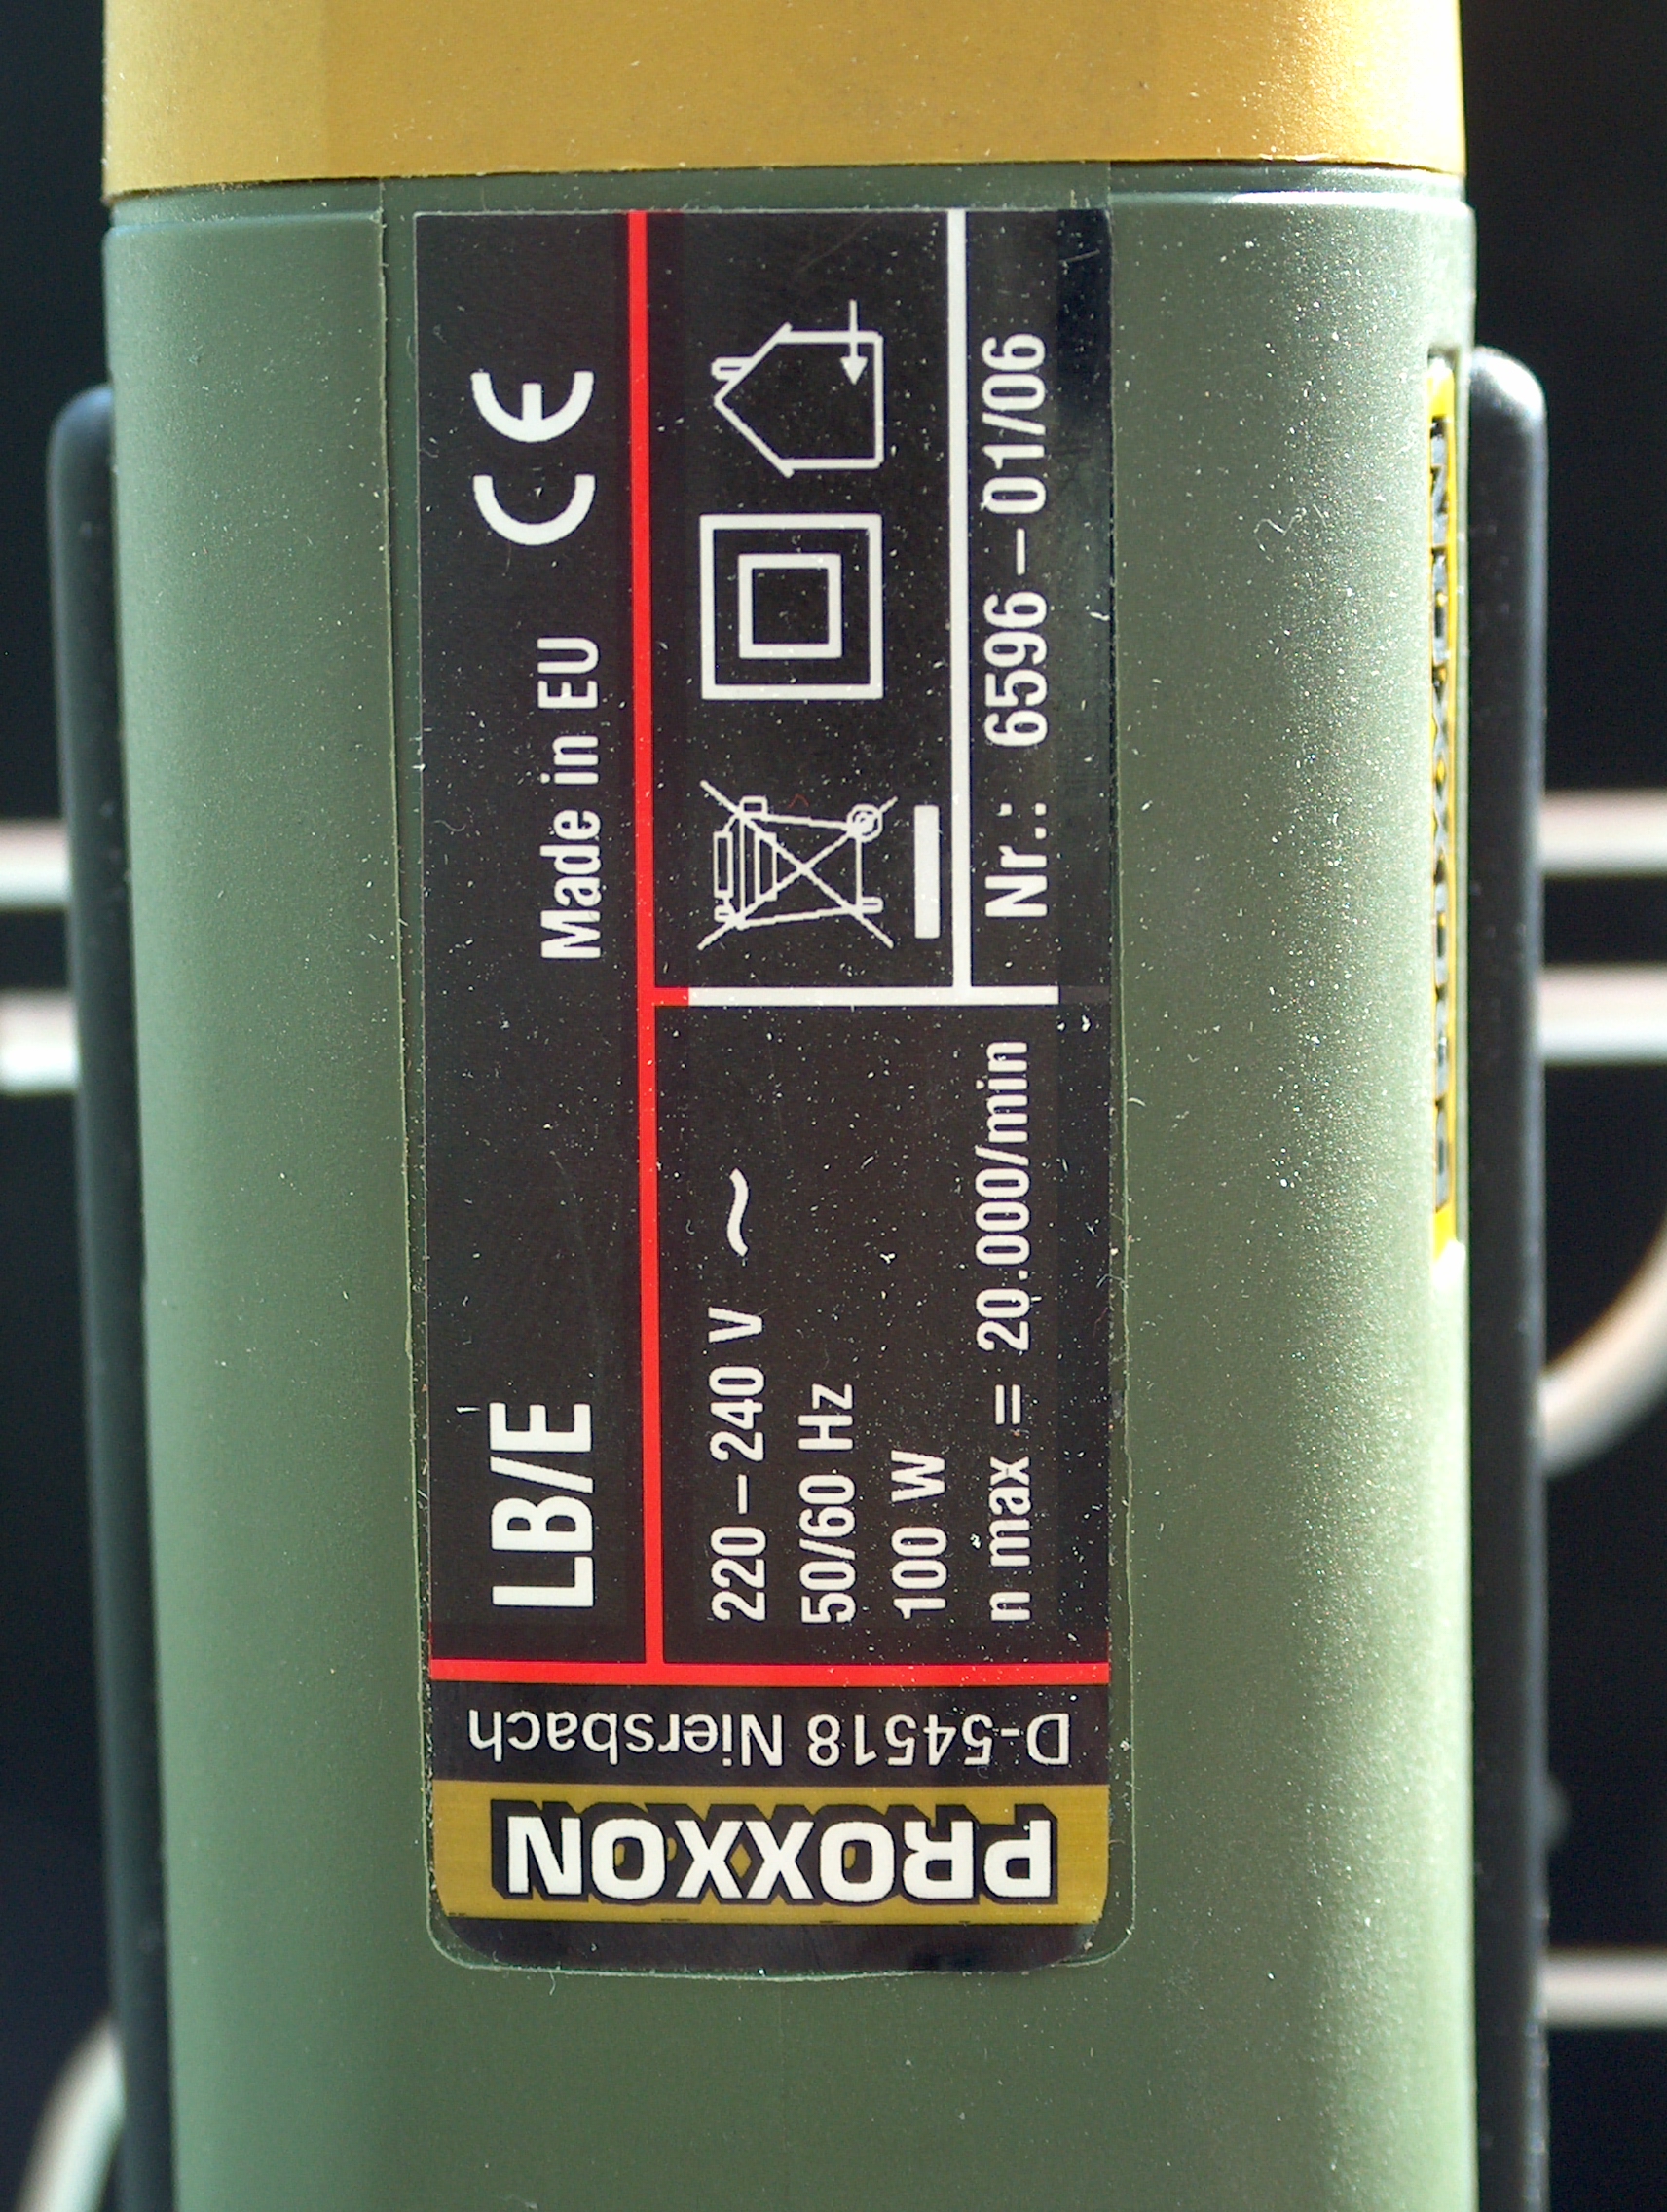 PROXXON
D-54518 Niersbach
LB/E
Made in EU
CE
220 – 240 V ~
50/60 Hz
100 W
n max = 20.000/min
Nr.: 6596 – 01/06
PROXXON